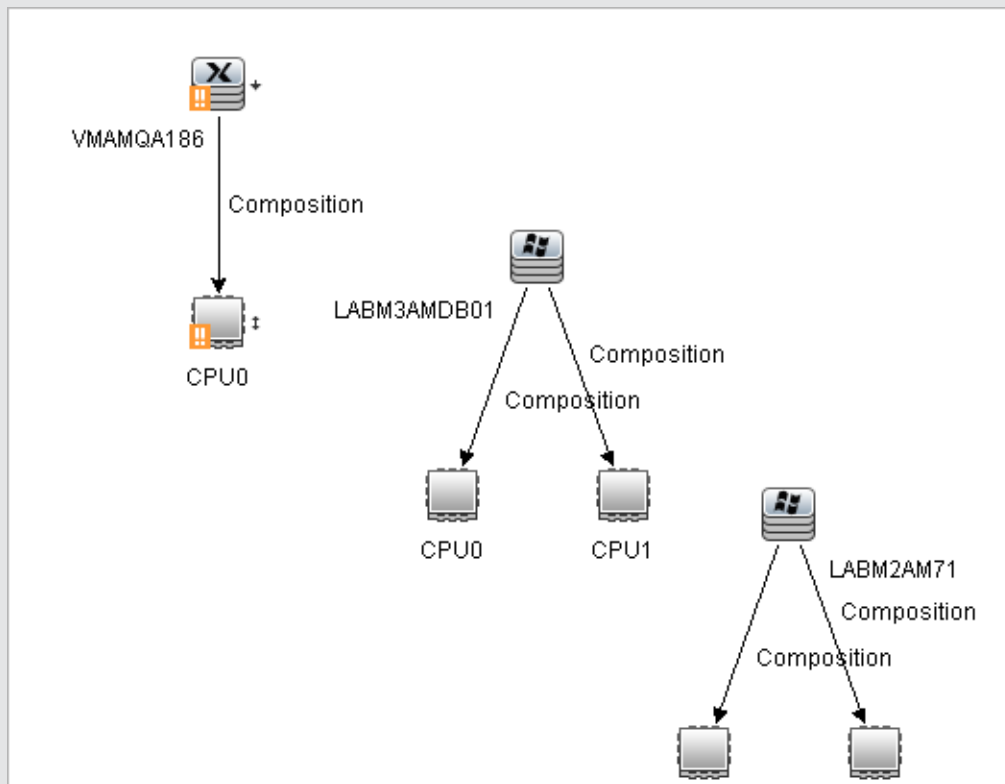 VMAMQA186
Composition
CPU0
LABM3AMDB01
Composition
Composition
CPU0
CPU1
LABM2AM71
Composition
Composition